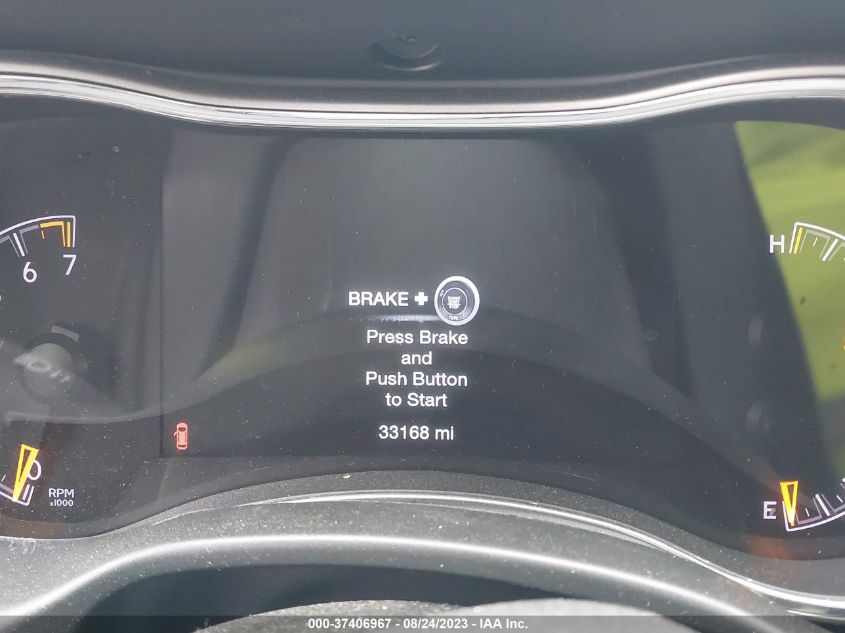 6 7
H
BRAKE +
Press Brake
and
Push Button
to Start
33168 mi
0
RPM
x1000
E
000-37406967 - 08/24/2023 - IAA Inc.